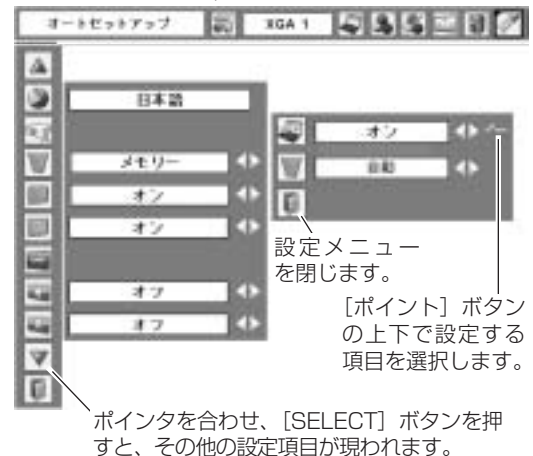 オートセットアップ
XGA 1
日本語
メモリー
オン
オン
オフ
オフ
オン
自動
設定メニュー
を閉じます。
［ポイント］ボタン
の上下で設定する
項目を選択します。
ポインタを合わせ、［SELECT］ボタンを押
すと、その他の設定項目が現われます。